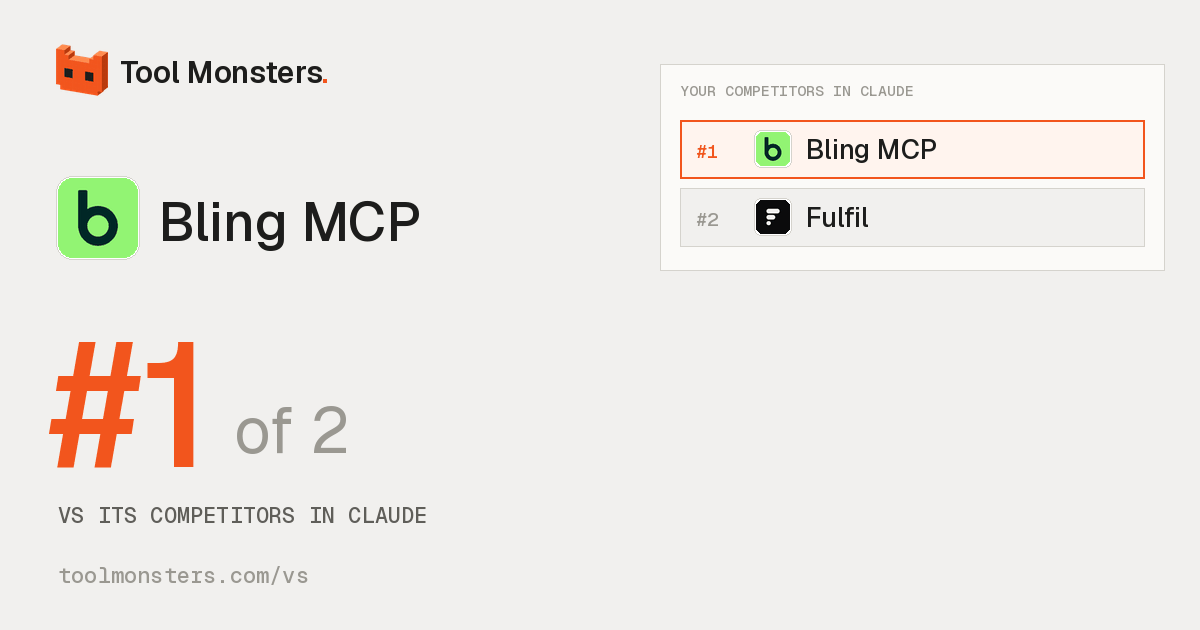 Tool Monsters.
Bling MCP
#1 of 2
VS ITS COMPETITORS IN CLAUDE
toolmonsters.com/vs
YOUR COMPETITORS IN CLAUDE
#1 Bling MCP
#2 Fulfil